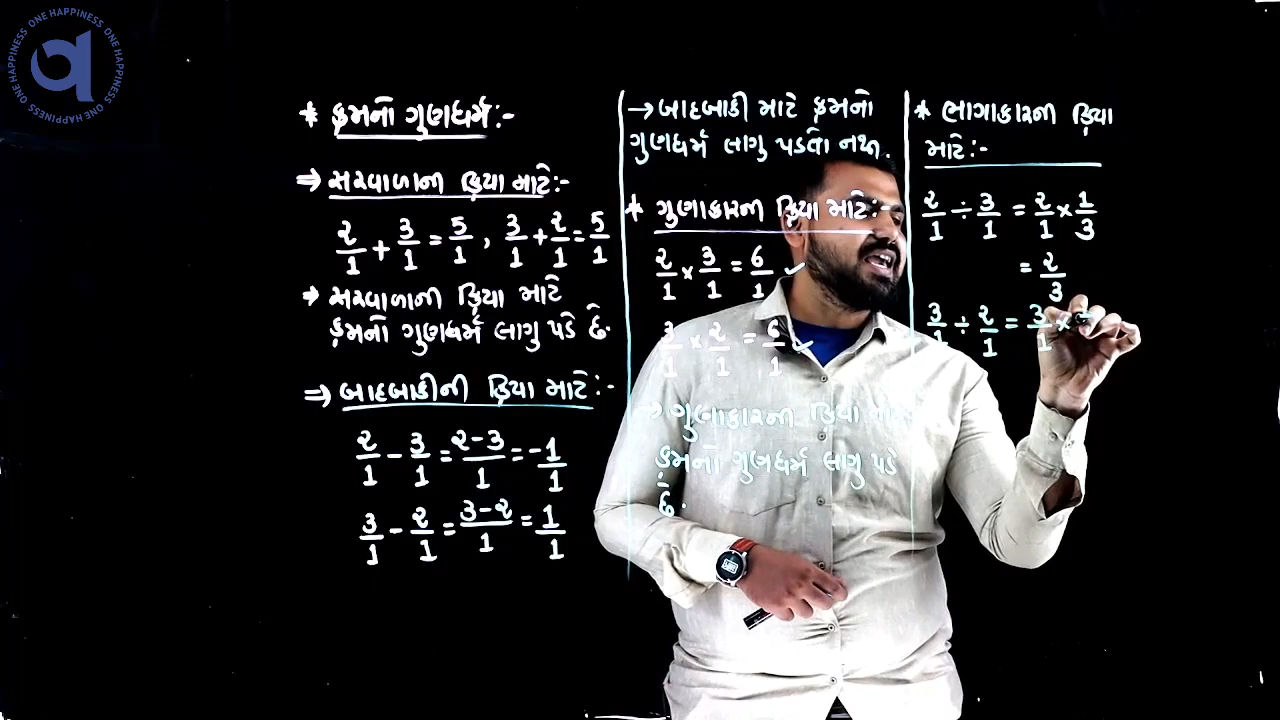 ONE HAPPINESS ONE HAPPINESS ONE HAPPINESS ONE HAPPINESS
* ક્રમનો ગુણધર્મ:-
⇒ સરવાળાની ક્રિયા માટે:-
૨/1 + 3/1 = 5/1, 3/1 + ૨/1 = 5/1
→ સરવાળાની ક્રિયા માટે
ક્રમનો ગુણધર્મ લાગુ પડે છે.
⇒ બાદબાકીની ક્રિયા માટે:-
૨/1 - 3/1 = ૨-3/1 = -1/1
3/1 - ૨/1 = 3-૨/1 = 1/1
→ બાદબાકી માટે ક્રમનો
ગુણધર્મ લાગુ પડતો નથી.
* ગુણાકારની ક્રિયા માટે:-
૨/1 × 3/1 = 6/1 ✓
3/1 × ૨/1 = 6/1 ✓
→ ગુણાકારની ક્રિયા માટે
ક્રમનો ગુણધર્મ લાગુ પડે
છે.
* ભાગાકારની ક્રિયા
માટે:-
૨/1 ÷ 3/1 = ૨/1 × 1/3
= ૨/3
3/1 ÷ ૨/1 = 3/1 ×